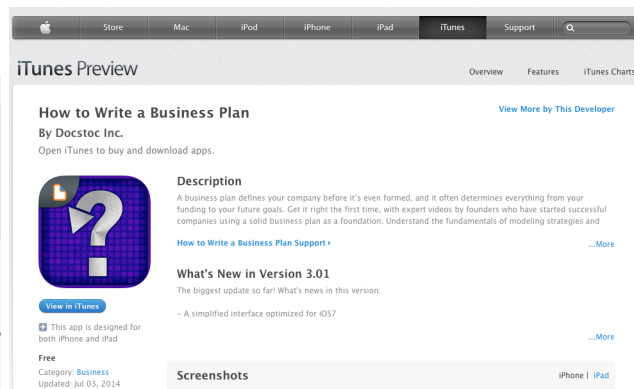 Store Mac iPod iPhone iPad iTunes Support
iTunes Preview
Overview Features iTunes Charts
How to Write a Business Plan
View More by This Developer
By Docstoc Inc.
Open iTunes to buy and download apps.
Description
A business plan defines your company before it's even formed, and it often determines everything from your
funding to your future goals. Get it right the first time, with expert videos by founders who have started successful
companies using a solid business plan as a foundation. Understand the fundamentals of modeling strategies and
How to Write a Business Plan Support
...More
What's New in Version 3.01
The biggest update so far! What's news in this version:
– A simplified interface optimized for iOS7
...More
View in iTunes
This app is designed for
both iPhone and iPad
Free
Category: Business
Updated: Jul 03, 2014
Screenshots
iPhone | iPad